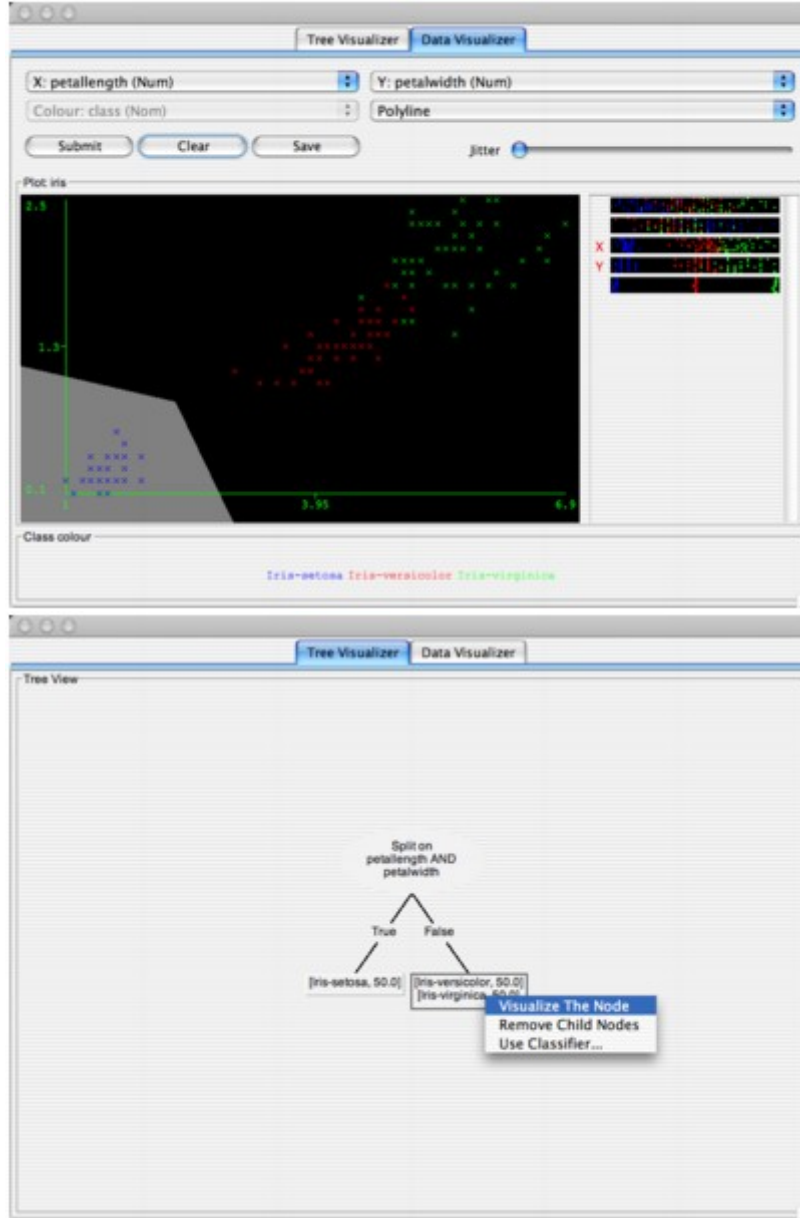 Tree Visualizer Data Visualizer
X: petallength (Num) Y: petalwidth (Num)
Colour: class (Nom) Polyline
Submit Clear Save Jitter
Plot: iris
2.5
X
1.3
Y
0.1
1 3.95 6.9
Class colour
Iris-setosa Iris-versicolor Iris-virginica
Tree Visualizer Data Visualizer
Tree View
Split on
petallength AND
petalwidth
True False
[Iris-setosa, 50.0] [Iris-versicolor, 50.0]
[Iris-virginica, 50.0]
Visualize The Node
Remove Child Nodes
Use Classifier...